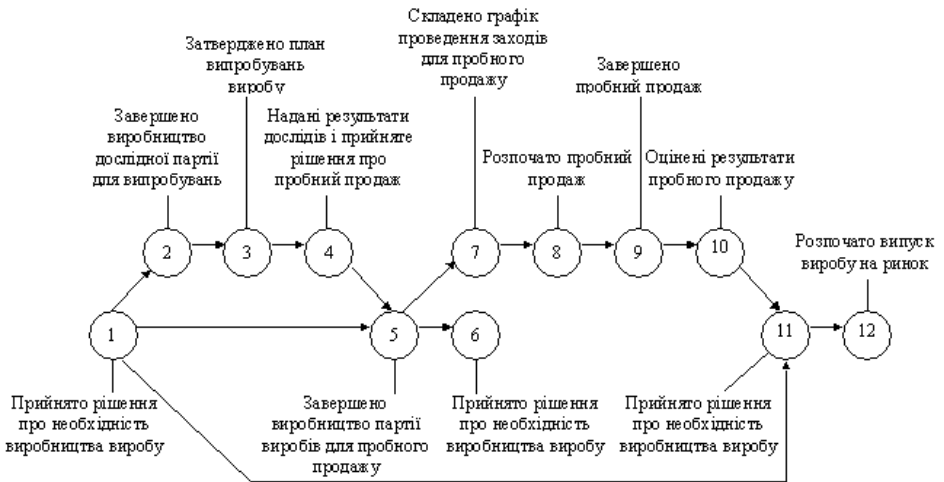 Складено графік
проведення заходів
для пробного
продажу
Затверджено план
випробувань
виробу
Завершено
пробний продаж
Завершено
виробництво
дослідної партії
для випробувань
Надані результати
дослідів і прийняте
рішення про
пробний продаж
Розпочато пробний
продаж
Оцінені результати
пробного продажу
Розпочато випуск
виробу на ринок
2
3
4
7
8
9
10
1
5
6
11
12
Прийнято рішення
про необхідність
виробництва виробу
Завершено
виробництво партії
виробів для пробного
продажу
Прийнято рішення
про необхідність
виробництва виробу
Прийнято рішення
про необхідність
виробництва виробу